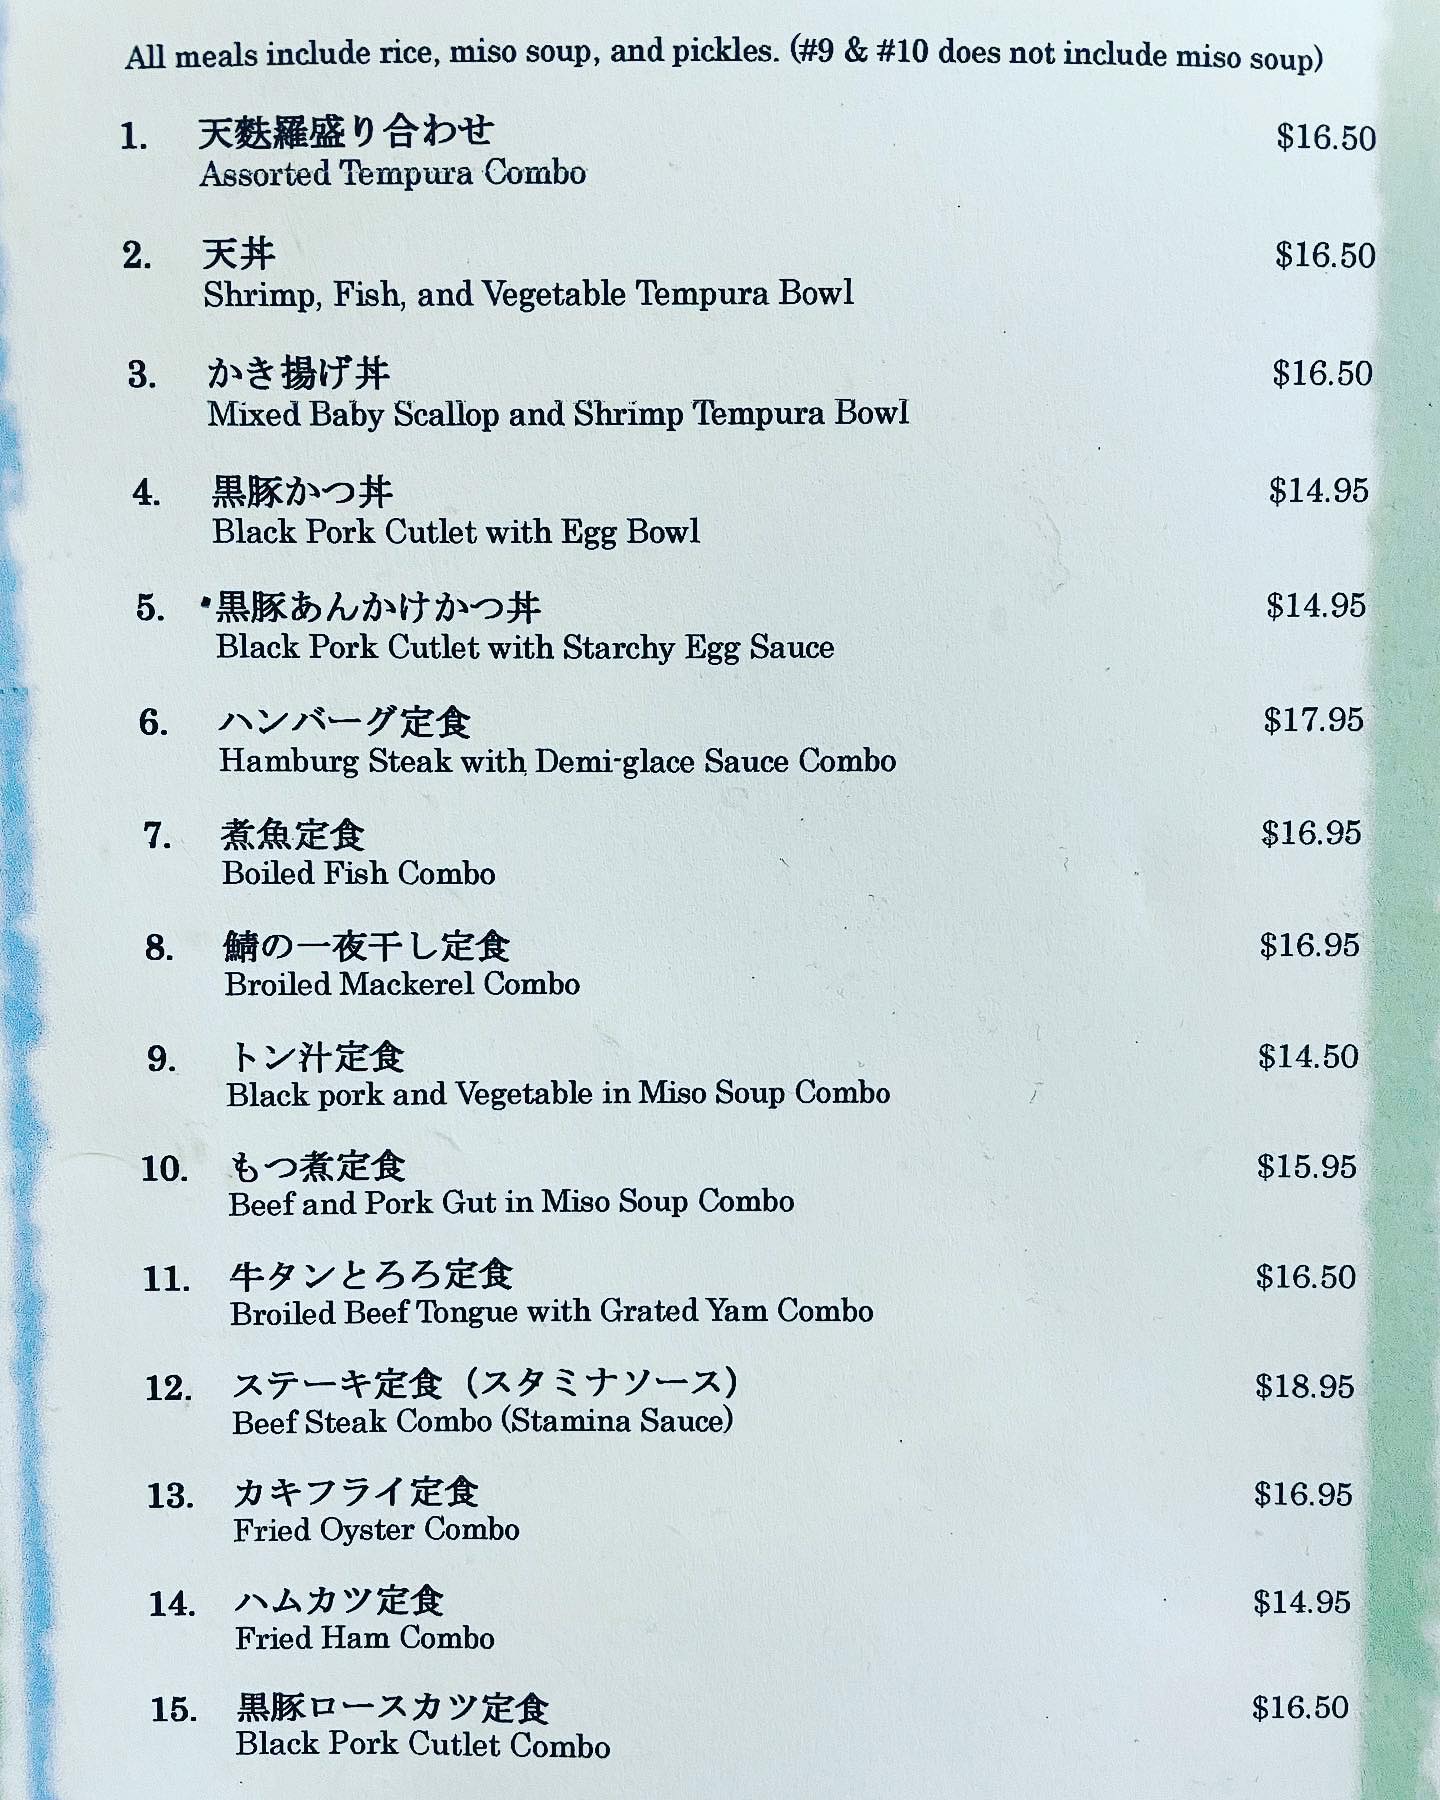 All meals include rice, miso soup, and pickles. (#9 & #10 does not include miso soup)
1. 天麩羅盛り合わせ $16.50
Assorted Tempura Combo
2. 天丼 $16.50
Shrimp, Fish, and Vegetable Tempura Bowl
3. かき揚げ丼 $16.50
Mixed Baby Scallop and Shrimp Tempura Bowl
4. 黒豚かつ丼 $14.95
Black Pork Cutlet with Egg Bowl
5. 黒豚あんかけかつ丼 $14.95
Black Pork Cutlet with Starchy Egg Sauce
6. ハンバーグ定食 $17.95
Hamburg Steak with Demi-glace Sauce Combo
7. 煮魚定食 $16.95
Boiled Fish Combo
8. 鯖の一夜干し定食 $16.95
Broiled Mackerel Combo
9. トン汁定食 $14.50
Black pork and Vegetable in Miso Soup Combo
10. もつ煮定食 $15.95
Beef and Pork Gut in Miso Soup Combo
11. 牛タンとろろ定食 $16.50
Broiled Beef Tongue with Grated Yam Combo
12. ステーキ定食（スタミナソース） $18.95
Beef Steak Combo (Stamina Sauce)
13. カキフライ定食 $16.95
Fried Oyster Combo
14. ハムカツ定食 $14.95
Fried Ham Combo
15. 黒豚ロースカツ定食 $16.50
Black Pork Cutlet Combo